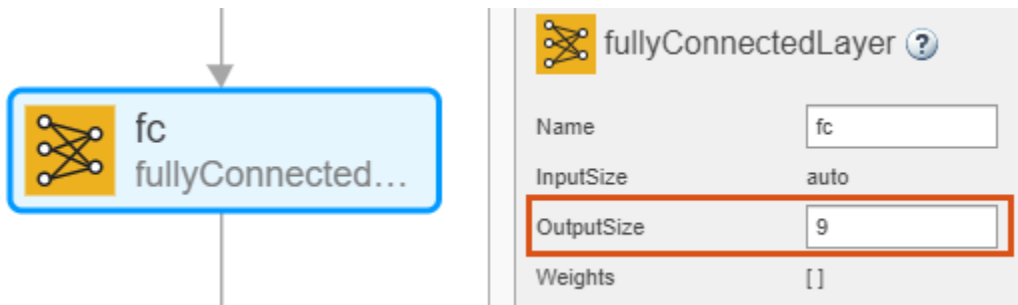 fc
fullyConnected...
fullyConnectedLayer ?
Name fc
InputSize auto
OutputSize 9
Weights [ ]